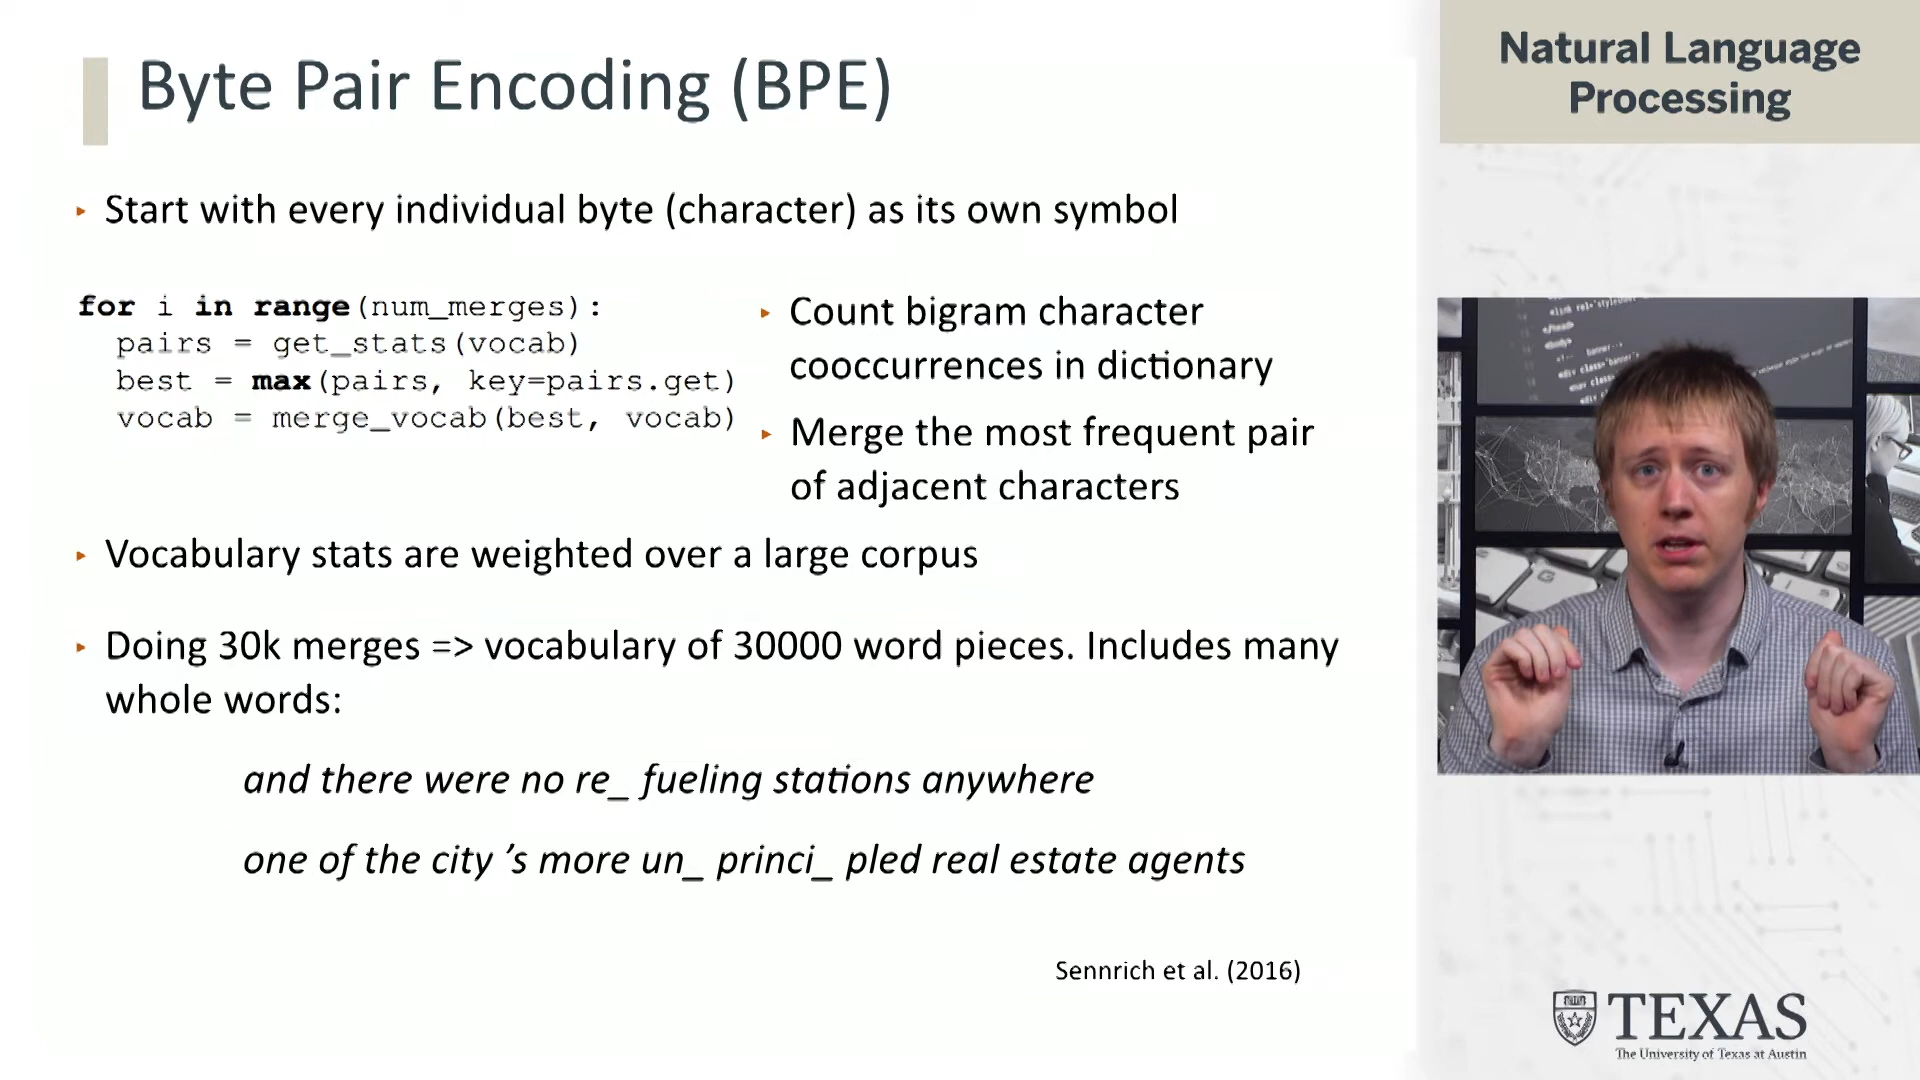 Byte Pair Encoding (BPE)
Natural Language
Processing
▸ Start with every individual byte (character) as its own symbol
for i in range(num_merges):
pairs = get_stats(vocab)
best = max(pairs, key=pairs.get)
vocab = merge_vocab(best, vocab)
▸ Count bigram character
cooccurrences in dictionary
▸ Merge the most frequent pair
of adjacent characters
▸ Vocabulary stats are weighted over a large corpus
▸ Doing 30k merges => vocabulary of 30000 word pieces. Includes many
whole words:
and there were no re_ fueling stations anywhere
one of the city ’s more un_ princi_ pled real estate agents
Sennrich et al. (2016)
TEXAS
The University of Texas at Austin